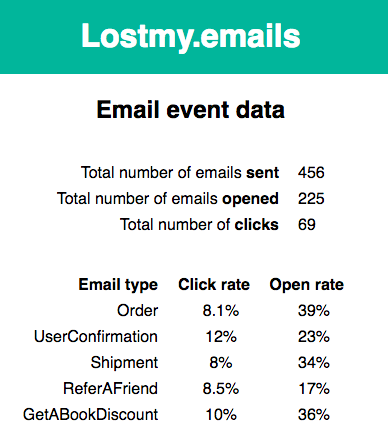 Lostmy.emails
Email event data
Total number of emails sent 456
Total number of emails opened 225
Total number of clicks 69
Email type Click rate Open rate
Order 8.1% 39%
UserConfirmation 12% 23%
Shipment 8% 34%
ReferAFriend 8.5% 17%
GetABookDiscount 10% 36%